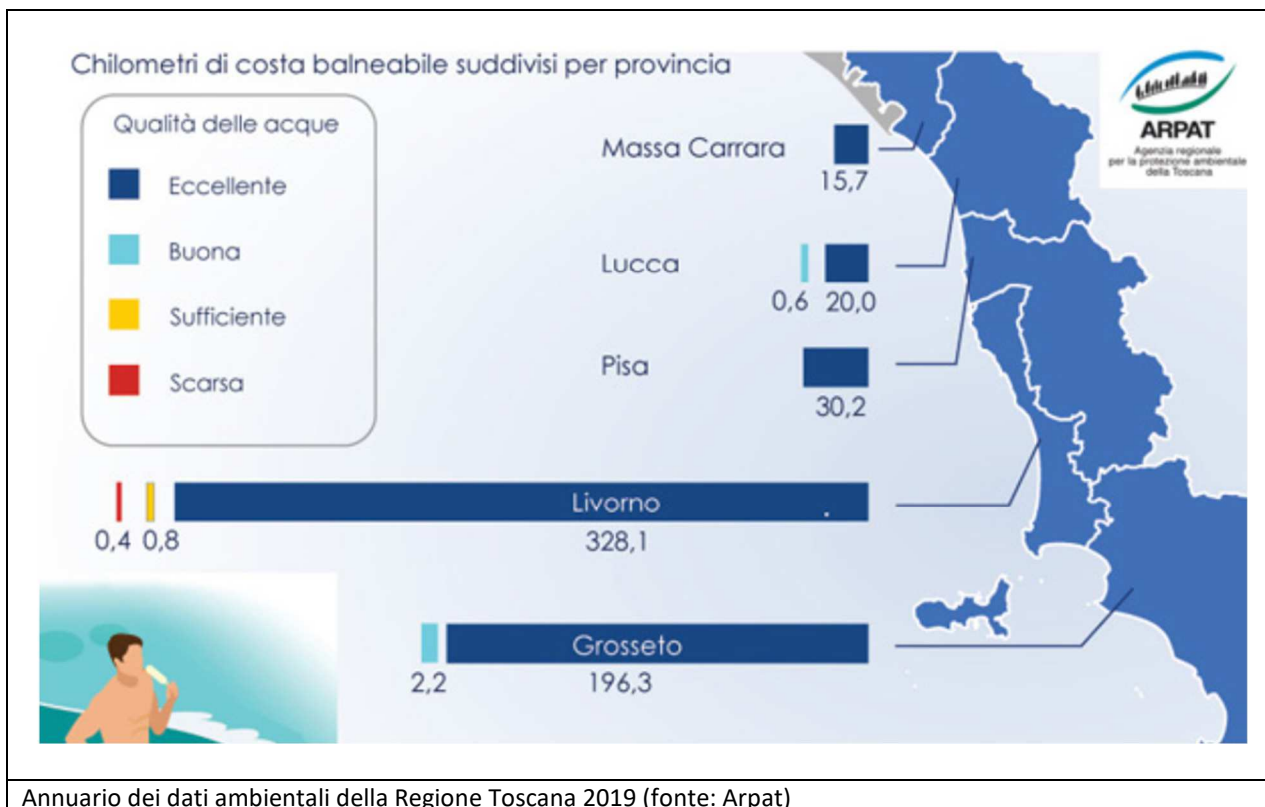 Chilometri di costa balneabile suddivisi per provincia
Qualità delle acque
Eccellente
Buona
Sufficiente
Scarsa
ARPAT
Agenzia regionale
per la protezione ambientale
della Toscana
Massa Carrara
15,7
Lucca
0,6 20,0
Pisa
30,2
Livorno
0,4 0,8 328,1
Grosseto
2,2 196,3
Annuario dei dati ambientali della Regione Toscana 2019 (fonte: Arpat)